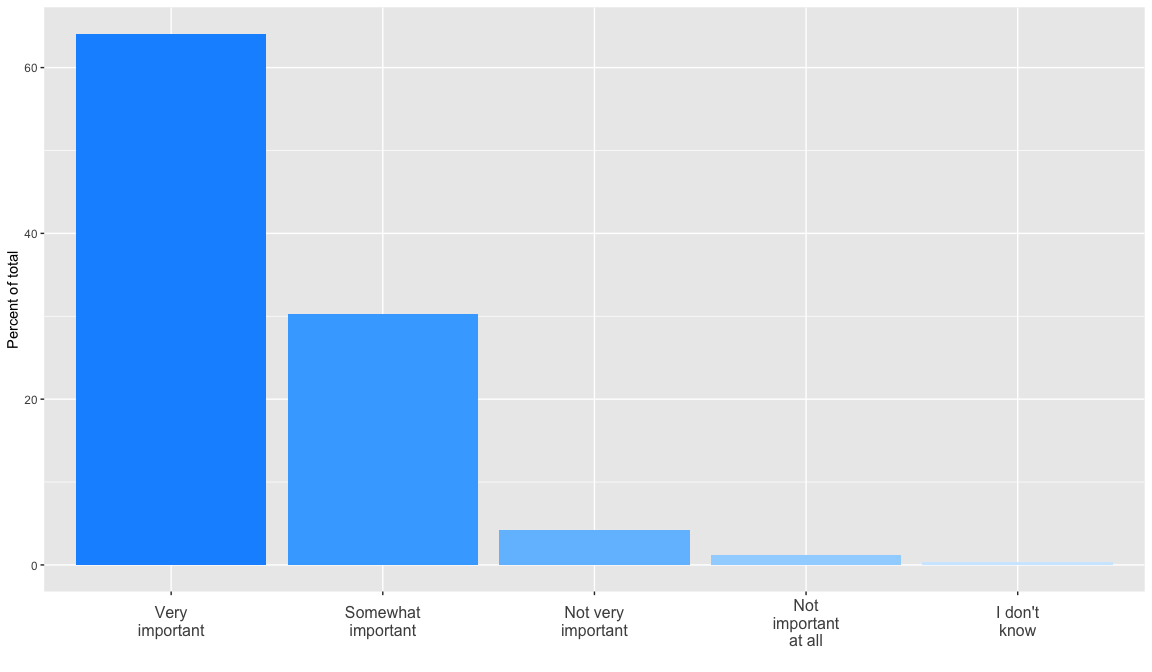 60
40
20
0
Percent of total
Very
important
Somewhat
important
Not very
important
Not
important
at all
I don't
know